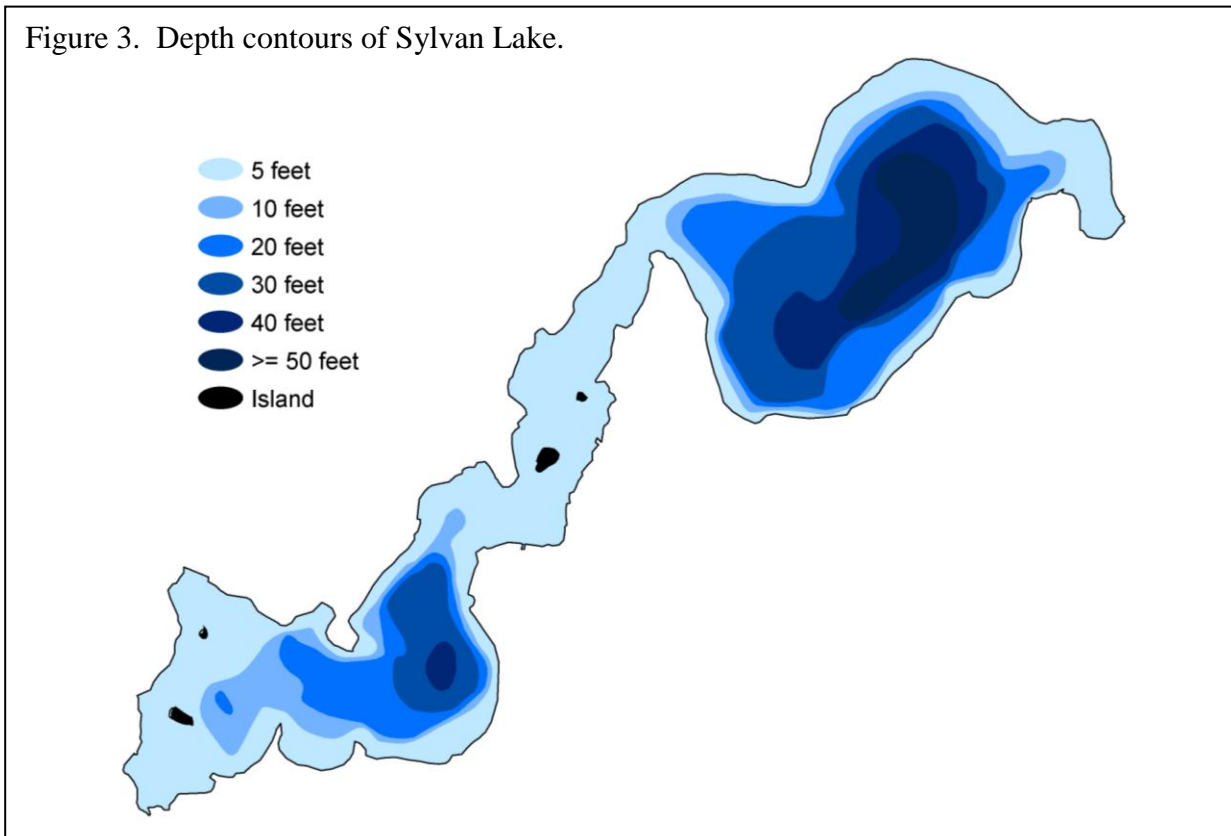 Figure 3.  Depth contours of Sylvan Lake.
5 feet
10 feet
20 feet
30 feet
40 feet
>= 50 feet
Island